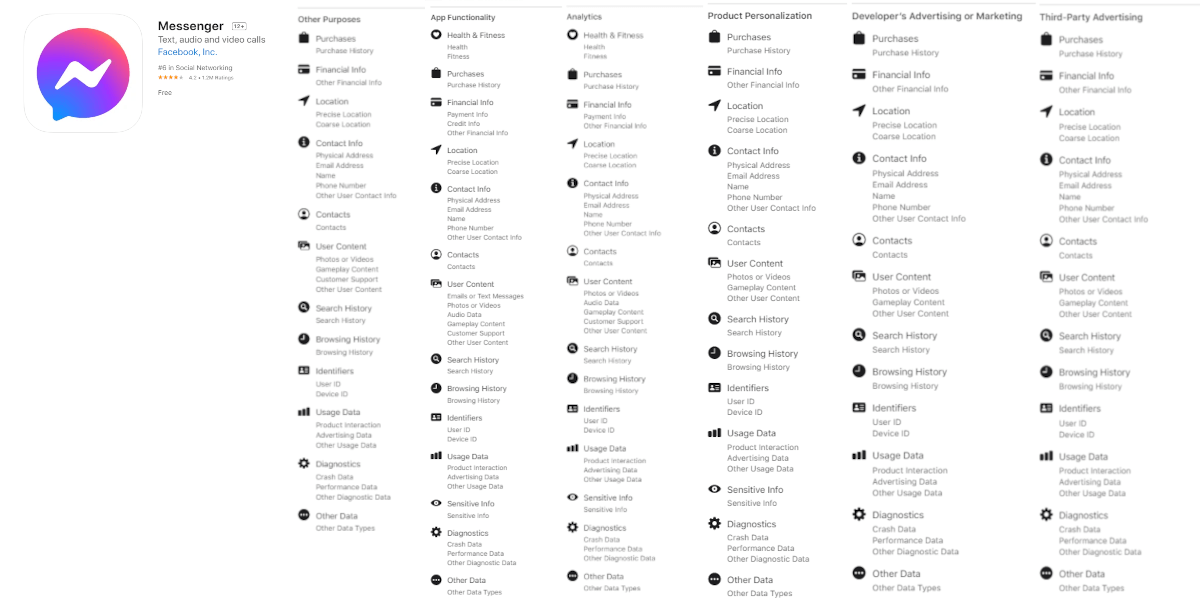 Messenger 12+
Text, audio and video calls
Facebook, Inc.
#6 in Social Networking
4.2 • 1.2M Ratings
Free
Other Purposes
Purchases
Purchase History
Financial Info
Other Financial Info
Location
Precise Location
Coarse Location
Contact Info
Physical Address
Email Address
Name
Phone Number
Other User Contact Info
Contacts
Contacts
User Content
Photos or Videos
Gameplay Content
Customer Support
Other User Content
Search History
Search History
Browsing History
Browsing History
Identifiers
User ID
Device ID
Usage Data
Product Interaction
Advertising Data
Other Usage Data
Diagnostics
Crash Data
Performance Data
Other Diagnostic Data
Other Data
Other Data Types
App Functionality
Health & Fitness
Health
Fitness
Purchases
Purchase History
Financial Info
Payment Info
Credit Info
Other Financial Info
Location
Precise Location
Coarse Location
Contact Info
Physical Address
Email Address
Name
Phone Number
Other User Contact Info
Contacts
Contacts
User Content
Emails or Text Messages
Photos or Videos
Audio Data
Gameplay Content
Customer Support
Other User Content
Search History
Search History
Browsing History
Browsing History
Identifiers
User ID
Device ID
Usage Data
Product Interaction
Advertising Data
Other Usage Data
Sensitive Info
Sensitive Info
Diagnostics
Crash Data
Performance Data
Other Diagnostic Data
Other Data
Other Data Types
Analytics
Health & Fitness
Health
Fitness
Purchases
Purchase History
Financial Info
Payment Info
Other Financial Info
Location
Precise Location
Coarse Location
Contact Info
Physical Address
Email Address
Name
Phone Number
Other User Contact Info
Contacts
Contacts
User Content
Photos or Videos
Audio Data
Gameplay Content
Customer Support
Other User Content
Search History
Search History
Browsing History
Browsing History
Identifiers
User ID
Device ID
Usage Data
Product Interaction
Advertising Data
Other Usage Data
Sensitive Info
Sensitive Info
Diagnostics
Crash Data
Performance Data
Other Diagnostic Data
Other Data
Other Data Types
Product Personalization
Purchases
Purchase History
Financial Info
Other Financial Info
Location
Precise Location
Coarse Location
Contact Info
Physical Address
Email Address
Name
Phone Number
Other User Contact Info
Contacts
Contacts
User Content
Photos or Videos
Gameplay Content
Other User Content
Search History
Search History
Browsing History
Browsing History
Identifiers
User ID
Device ID
Usage Data
Product Interaction
Advertising Data
Other Usage Data
Sensitive Info
Sensitive Info
Diagnostics
Crash Data
Performance Data
Other Diagnostic Data
Other Data
Other Data Types
Developer's Advertising or Marketing
Purchases
Purchase History
Financial Info
Other Financial Info
Location
Precise Location
Coarse Location
Contact Info
Physical Address
Email Address
Name
Phone Number
Other User Contact Info
Contacts
Contacts
User Content
Photos or Videos
Gameplay Content
Other User Content
Search History
Search History
Browsing History
Browsing History
Identifiers
User ID
Device ID
Usage Data
Product Interaction
Advertising Data
Other Usage Data
Diagnostics
Crash Data
Performance Data
Other Diagnostic Data
Other Data
Other Data Types
Third-Party Advertising
Purchases
Purchase History
Financial Info
Other Financial Info
Location
Precise Location
Coarse Location
Contact Info
Physical Address
Email Address
Name
Phone Number
Other User Contact Info
Contacts
Contacts
User Content
Photos or Videos
Gameplay Content
Other User Content
Search History
Search History
Browsing History
Browsing History
Identifiers
User ID
Device ID
Usage Data
Product Interaction
Advertising Data
Other Usage Data
Diagnostics
Crash Data
Performance Data
Other Diagnostic Data
Other Data
Other Data Types